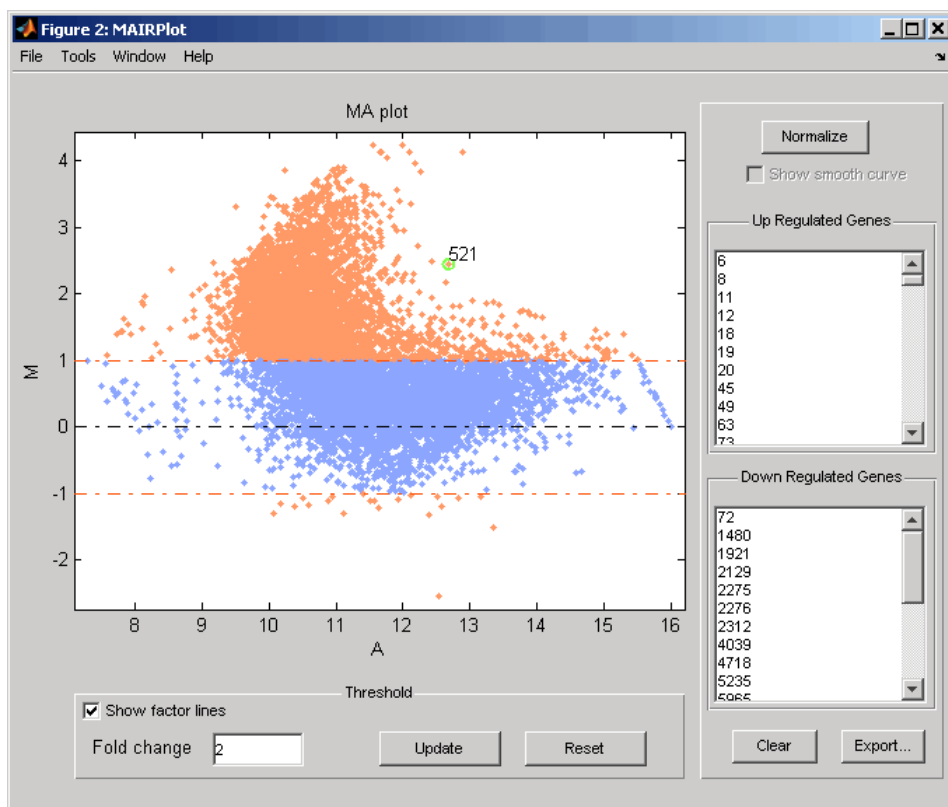 Figure 2: MAIRPlot
File Tools Window Help
MA plot
4
3
2
1
0
-1
-2
M
521
8 9 10 11 12 13 14 15 16
A
Threshold
Show factor lines
Fold change 2 Update Reset
Normalize
Show smooth curve
Up Regulated Genes
6
8
11
12
18
19
20
45
49
63
73
Down Regulated Genes
72
1480
1921
2129
2275
2276
2312
4039
4718
5235
5965
Clear Export...